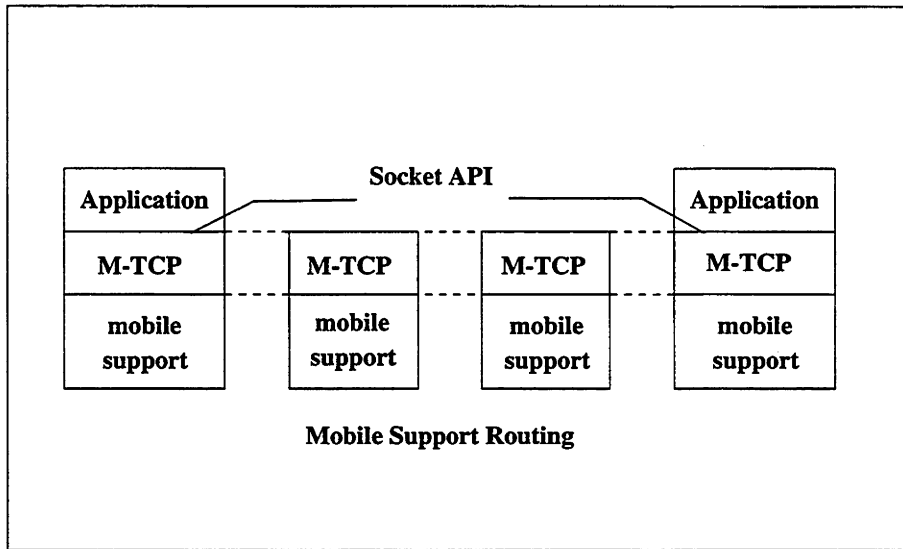 Socket API
Application
Application
M-TCP
M-TCP
M-TCP
M-TCP
mobile
support
mobile
support
mobile
support
mobile
support
Mobile Support Routing